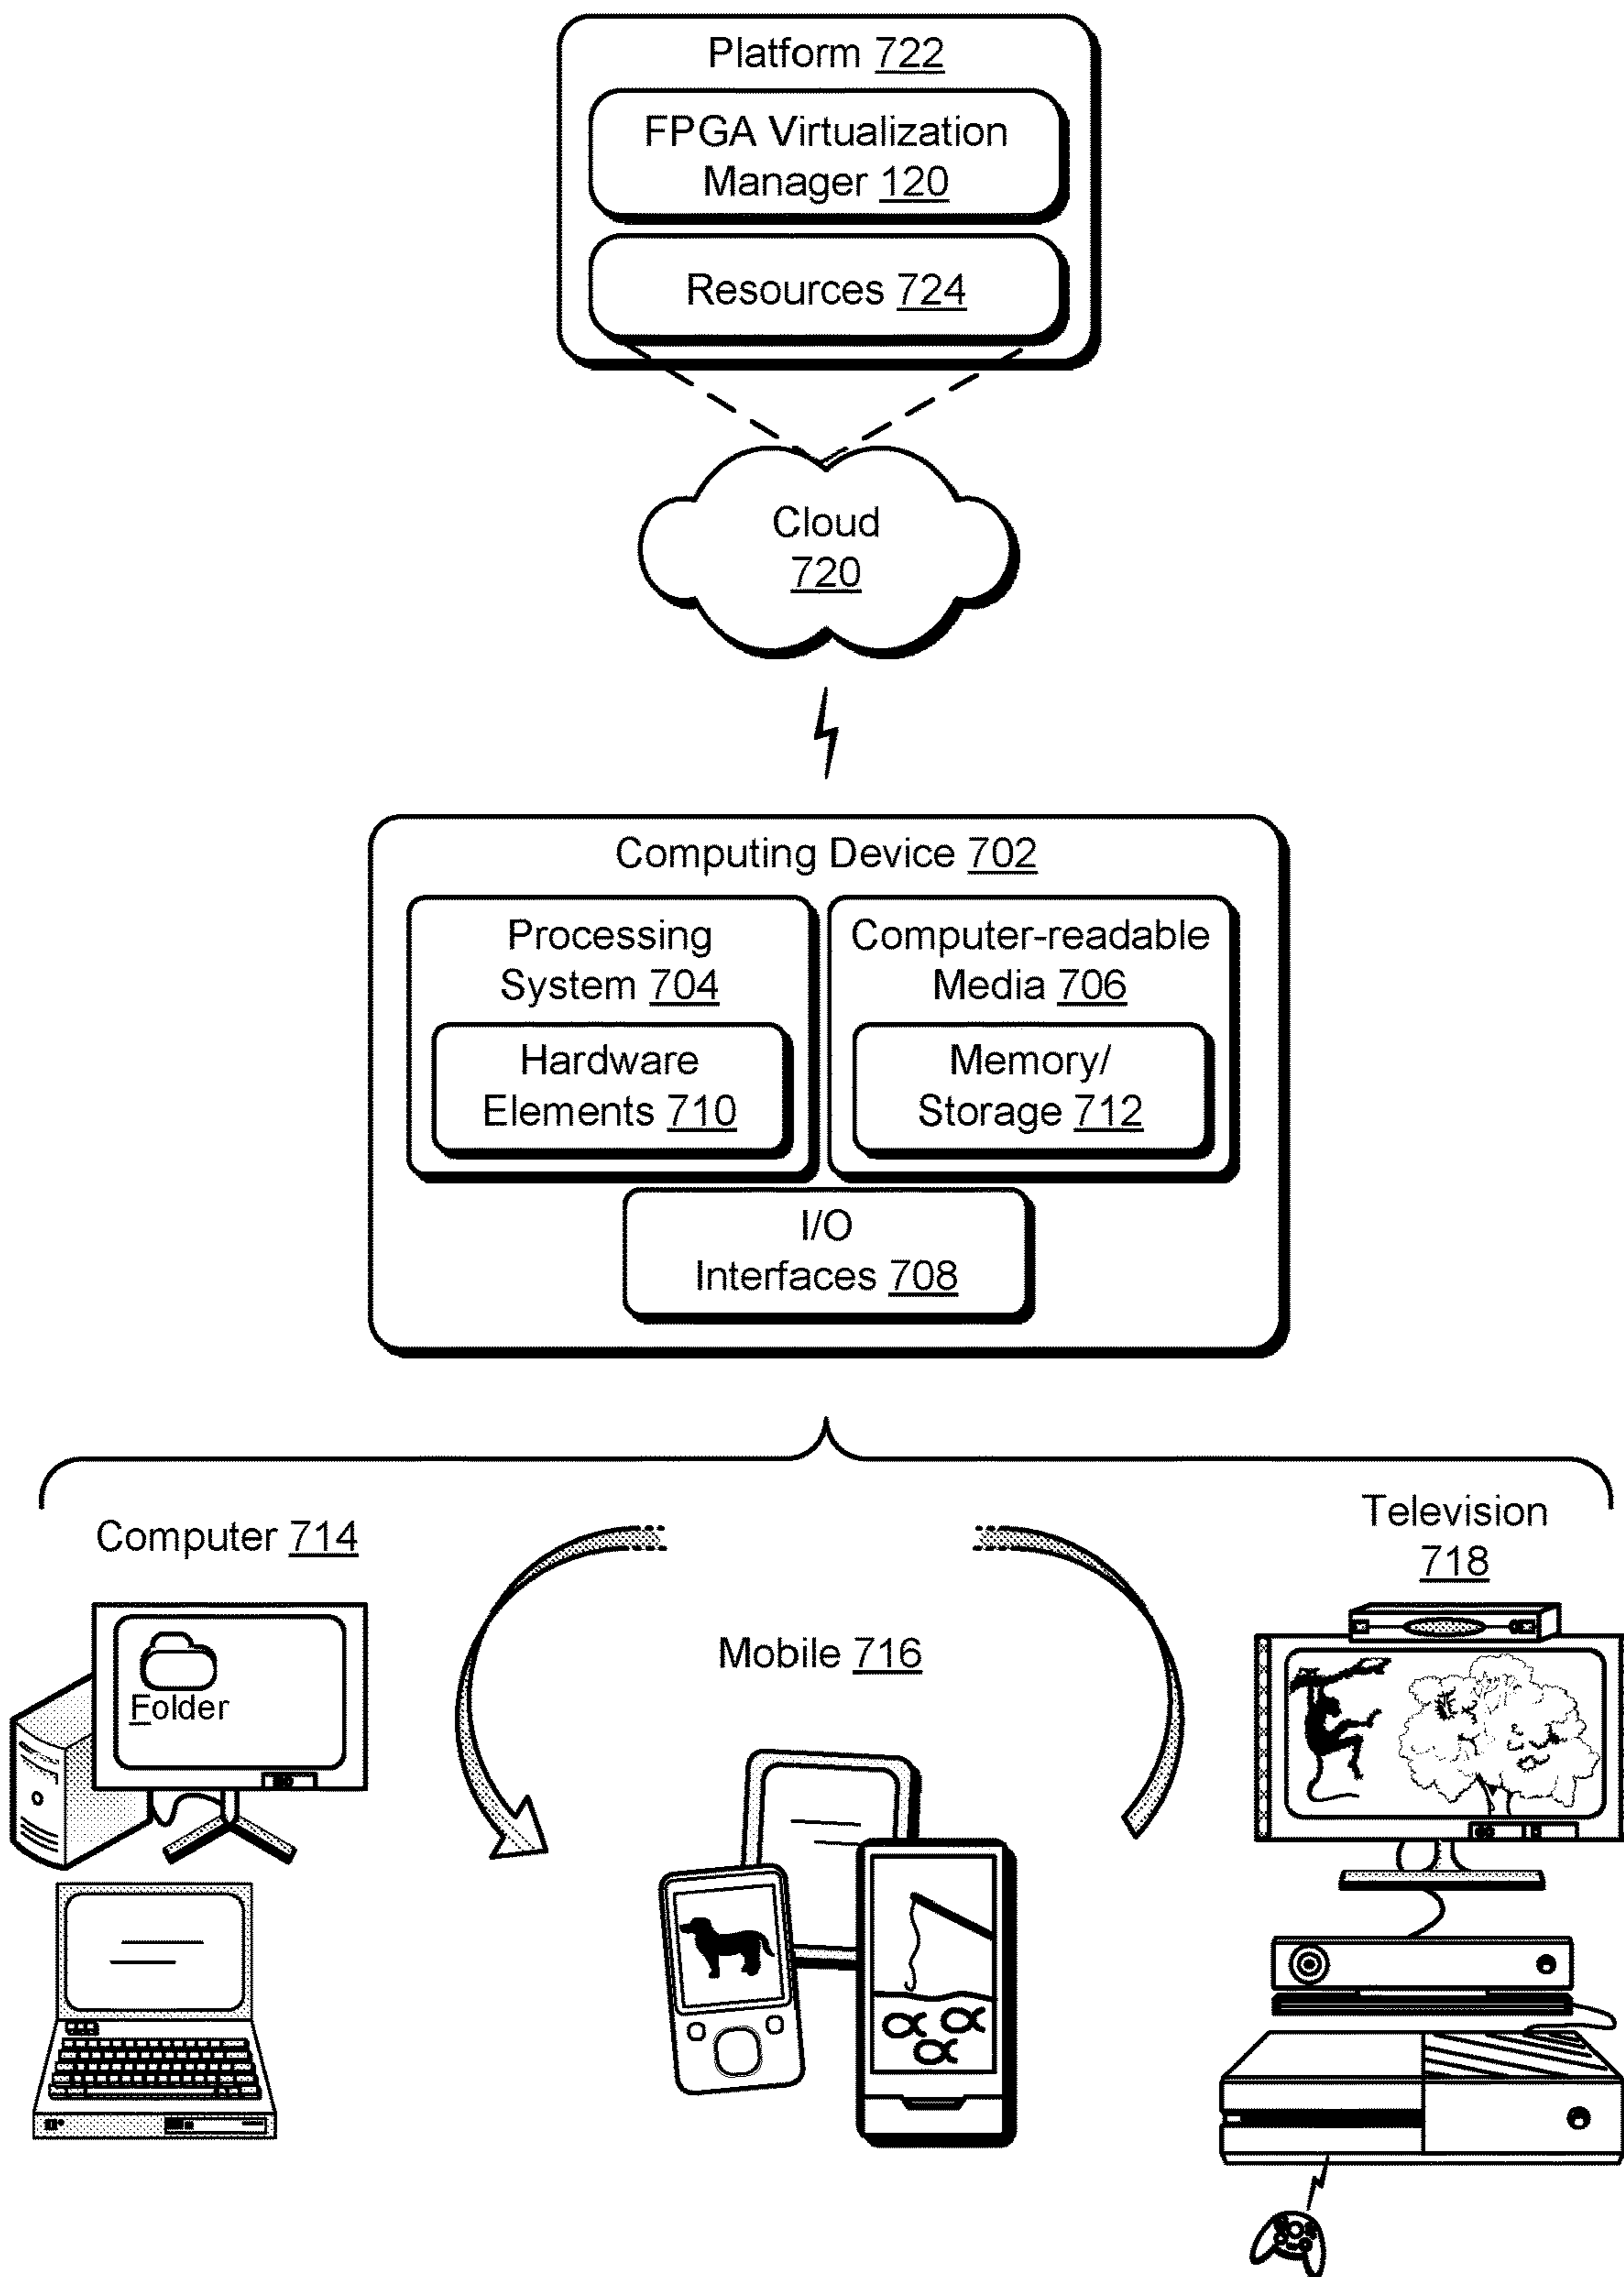 Platform 722
FPGA Virtualization
Manager 120
Resources 724
Cloud
720
Computing Device 702
Processing
System 704
Hardware
Elements 710
Computer-readable
Media 706
Memory/
Storage 712
I/O
Interfaces 708
Computer 714
Folder
Mobile 716
Television
718